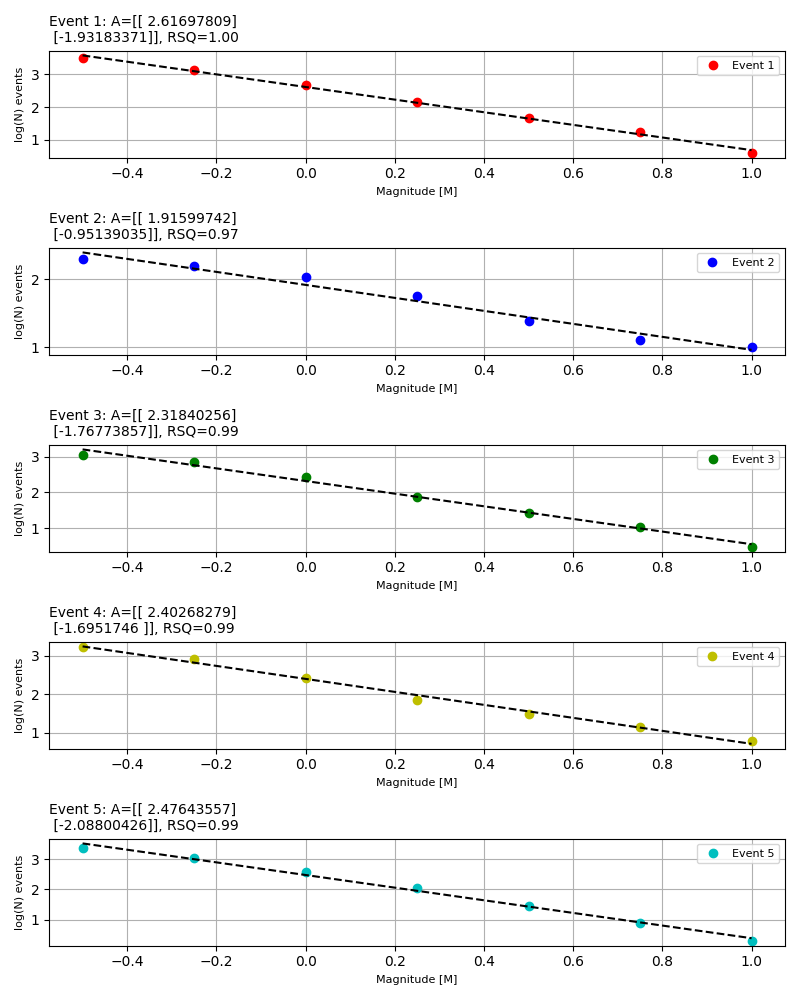 Event 1: A=[[ 2.61697809]
[-1.93183371]], RSQ=1.00
Event 1
3
2
1
log(N) events
−0.4 −0.2 0.0 0.2 0.4 0.6 0.8 1.0
Magnitude [M]
Event 2: A=[[ 1.91599742]
[-0.95139035]], RSQ=0.97
Event 2
2
1
log(N) events
−0.4 −0.2 0.0 0.2 0.4 0.6 0.8 1.0
Magnitude [M]
Event 3: A=[[ 2.31840256]
[-1.76773857]], RSQ=0.99
Event 3
3
2
1
log(N) events
−0.4 −0.2 0.0 0.2 0.4 0.6 0.8 1.0
Magnitude [M]
Event 4: A=[[ 2.40268279]
[-1.6951746 ]], RSQ=0.99
Event 4
3
2
1
log(N) events
−0.4 −0.2 0.0 0.2 0.4 0.6 0.8 1.0
Magnitude [M]
Event 5: A=[[ 2.47643557]
[-2.08800426]], RSQ=0.99
Event 5
3
2
1
log(N) events
−0.4 −0.2 0.0 0.2 0.4 0.6 0.8 1.0
Magnitude [M]